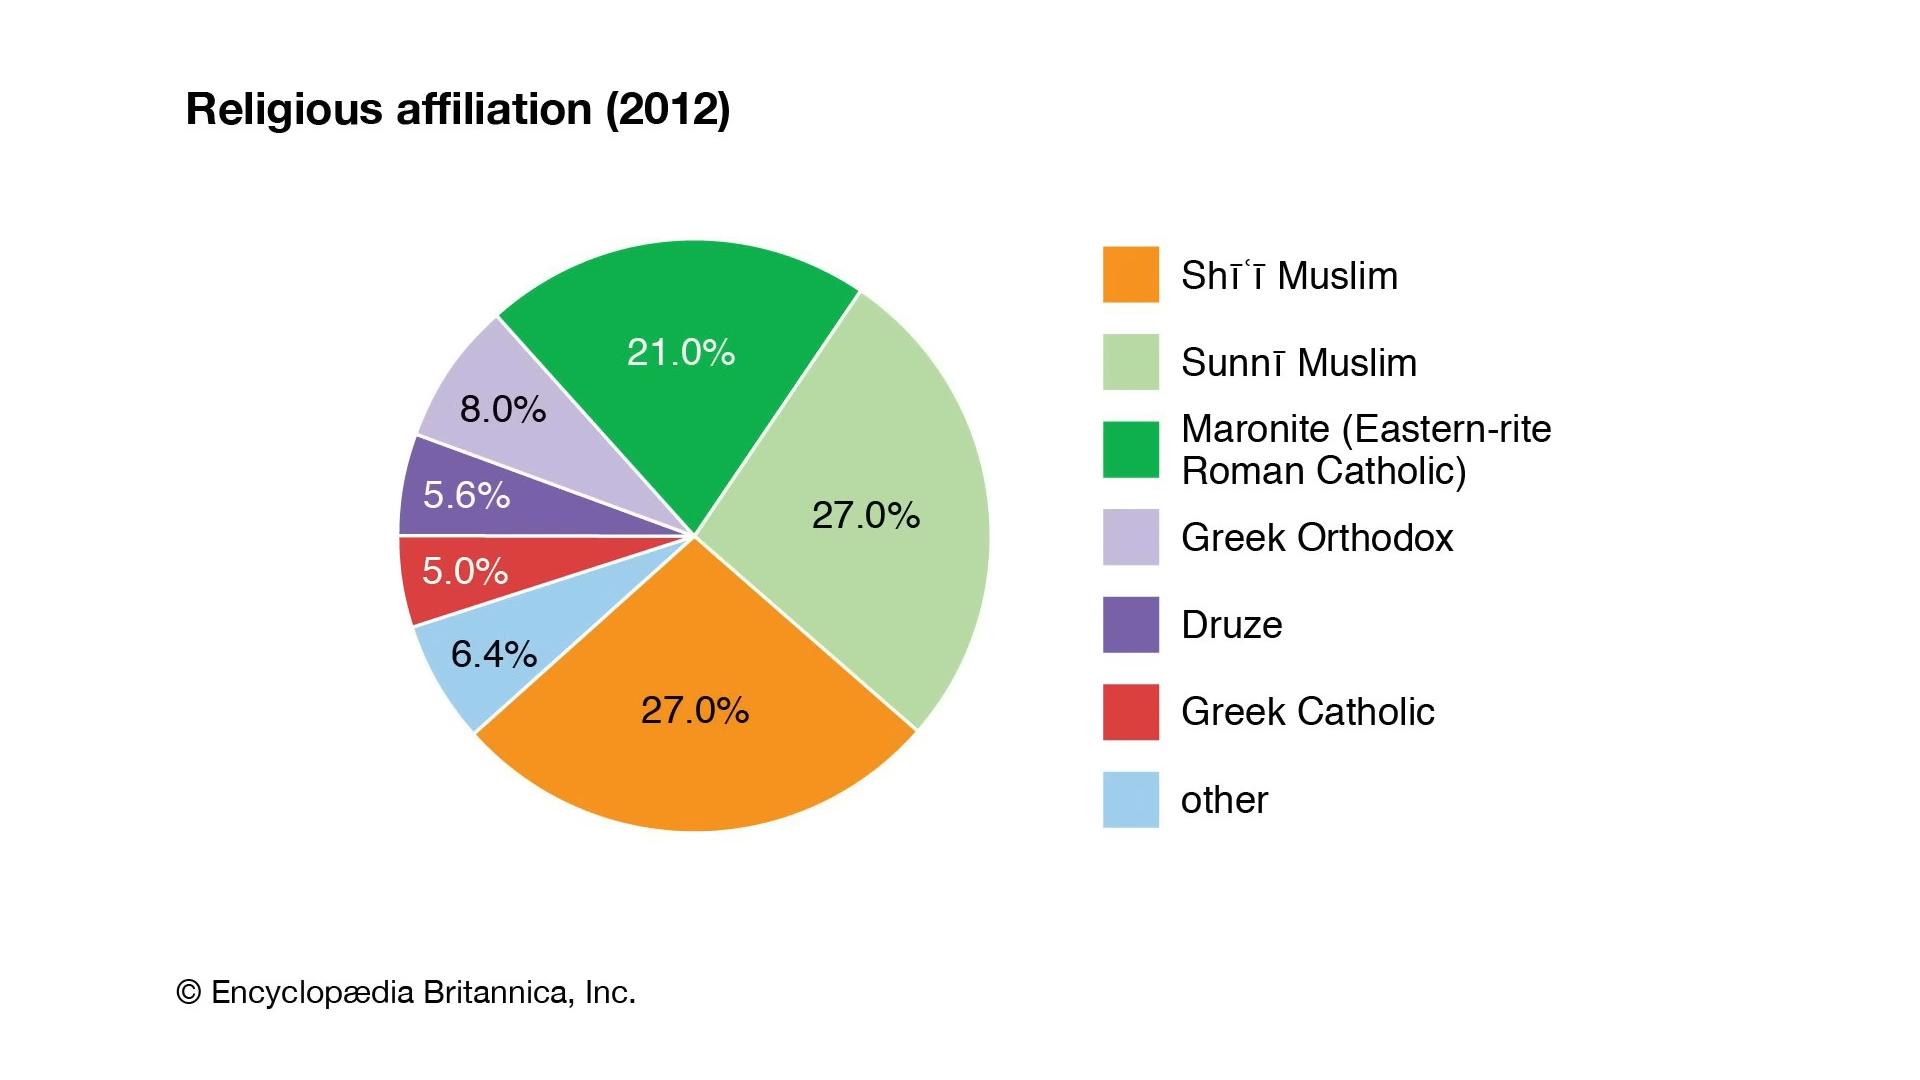 Religious affiliation (2012)
21.0%
8.0%
27.0%
5.6%
5.0%
6.4%
27.0%
Shīʿī Muslim
Sunnī Muslim
Maronite (Eastern-rite
Roman Catholic)
Greek Orthodox
Druze
Greek Catholic
other
© Encyclopædia Britannica, Inc.